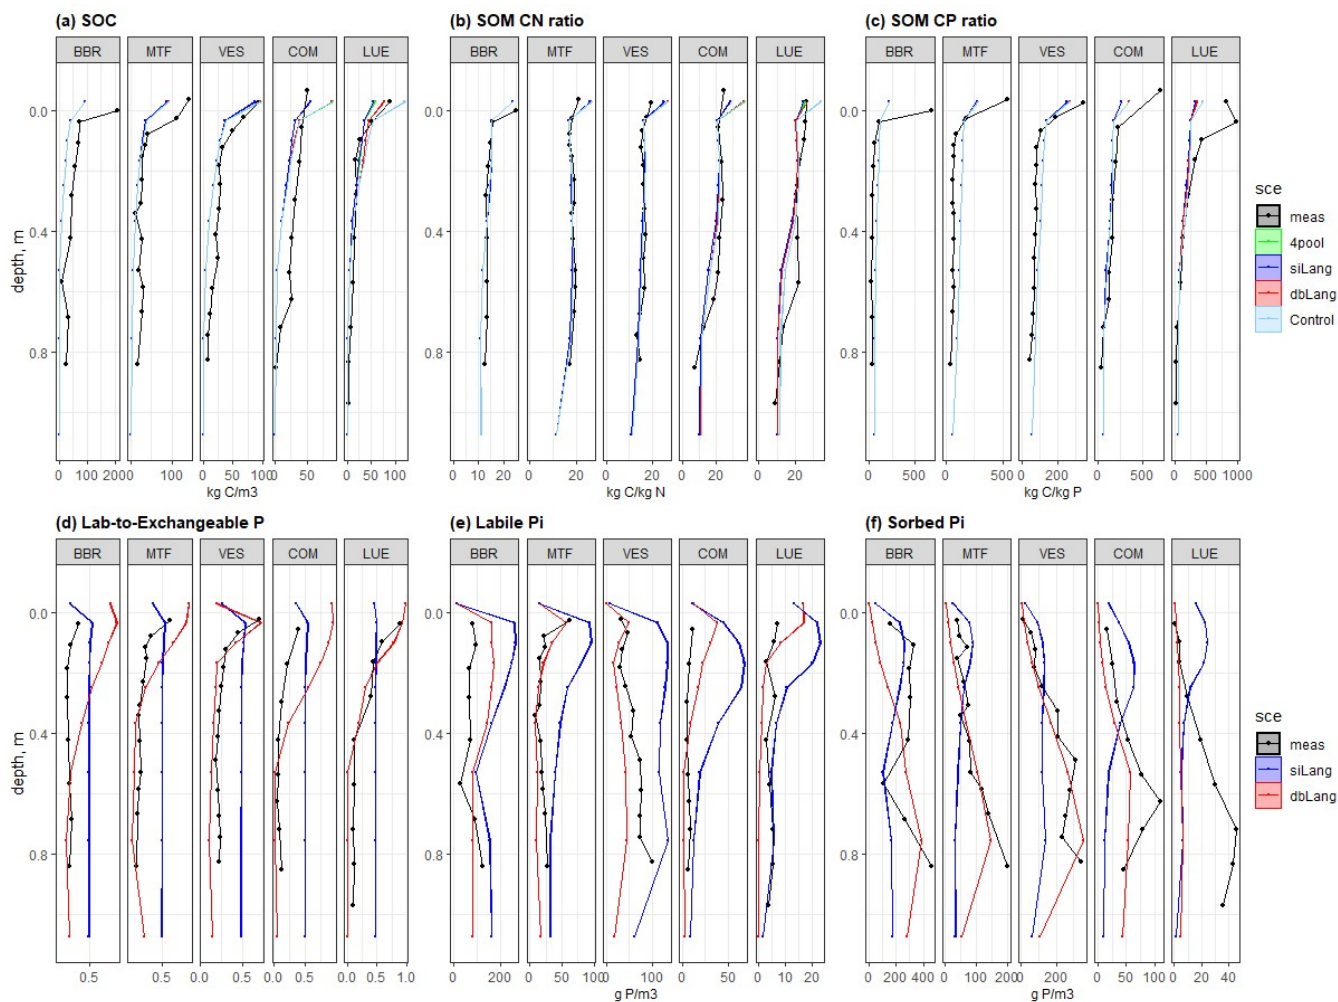 (a) SOC (b) SOM CN ratio (c) SOM CP ratio
BBR MTF VES COM LUE BBR MTF VES COM LUE BBR MTF VES COM LUE
0.0
0.4
0.8
depth, m
0 100 200 0 100 0 50 100 0 50 0 50 100 0 10 20 0 20 0 20 0 20 0 20 0 500 0 500 0 200 0 500 0 500 1000
kg C/m3 kg C/kg N kg C/kg P
sce
meas
4pool
siLang
dbLang
Control
(d) Lab-to-Exchangeable P (e) Labile Pi (f) Sorbed Pi
BBR MTF VES COM LUE BBR MTF VES COM LUE BBR MTF VES COM LUE
0.0
0.4
0.8
depth, m
0.5 0.5 0.0 0.5 0.5 0.0 0.5 1.0 0 200 0 50 100 0 100 0 50 0 10 20 0 200 400 0 100 200 0 200 0 50 100 0 20 40
g P/m3 g P/m3
sce
meas
siLang
dbLang